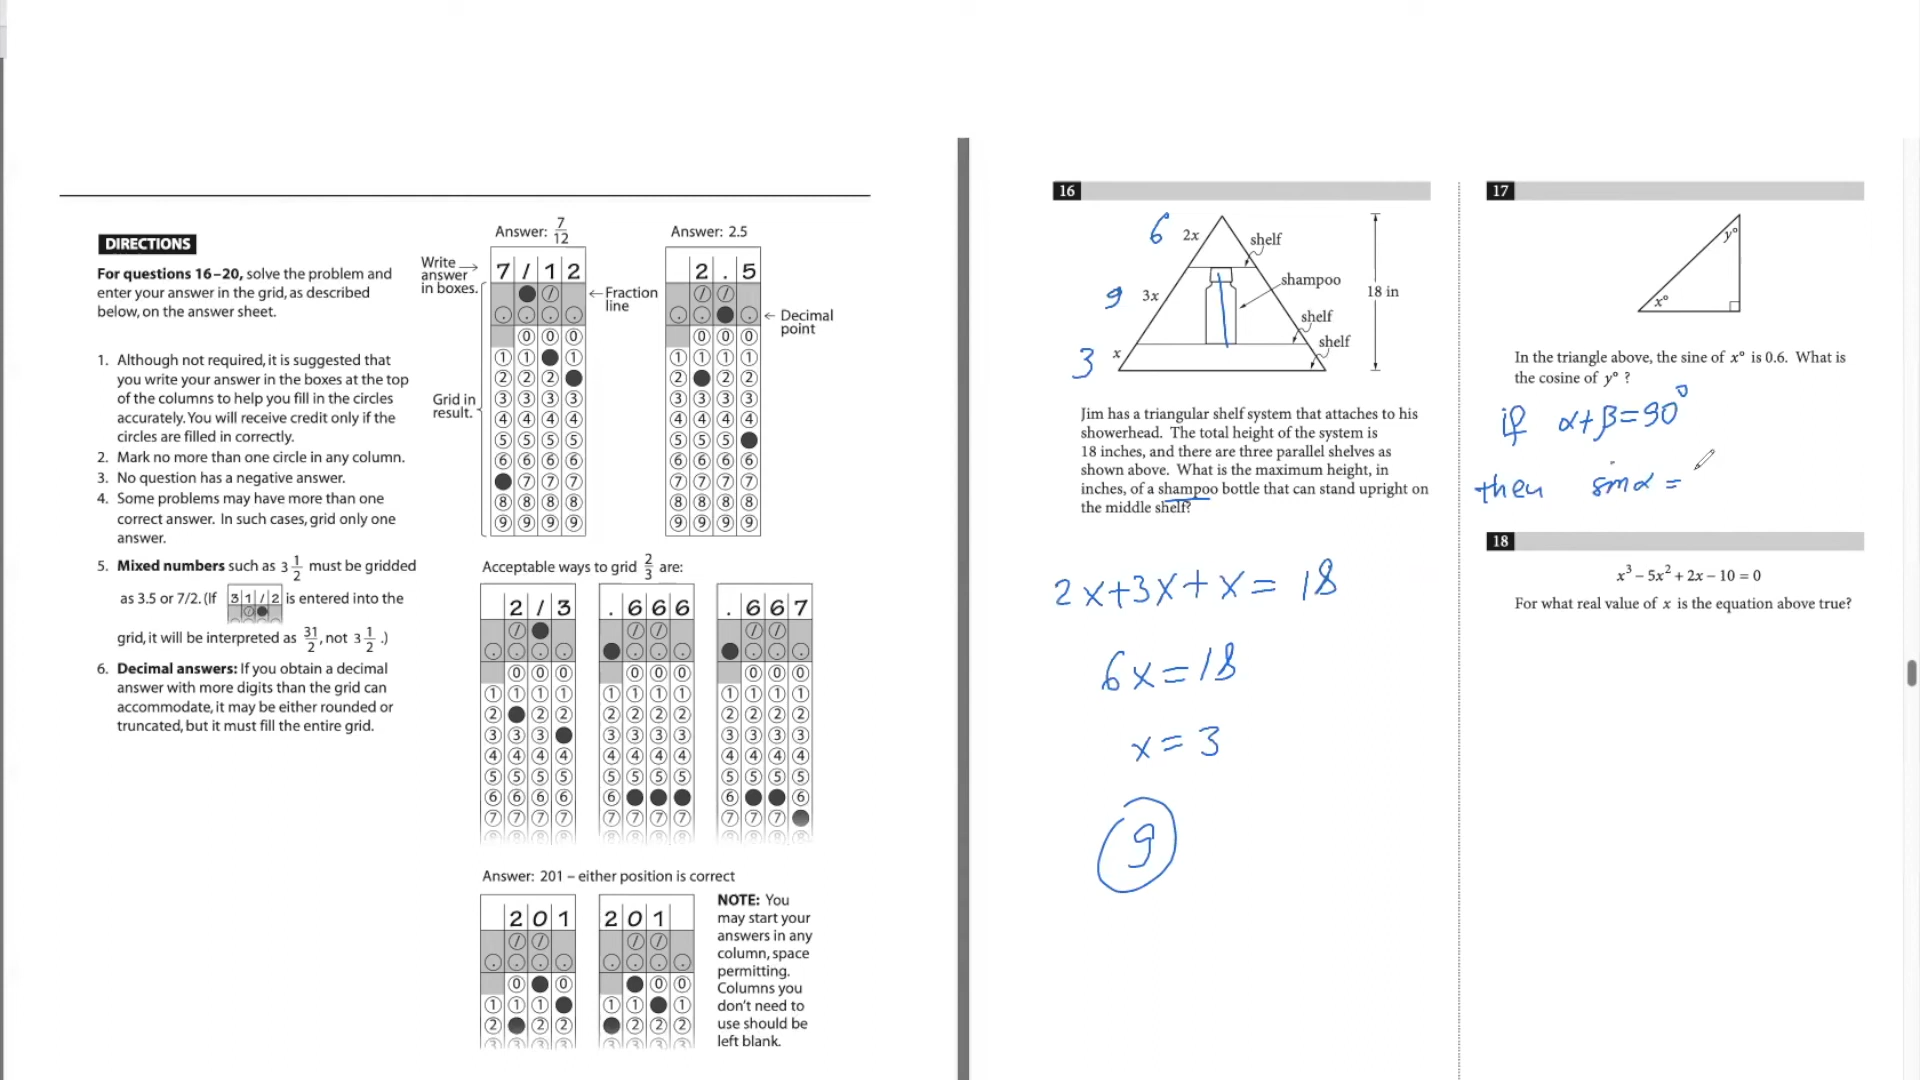 DIRECTIONS
For questions 16–20, solve the problem and
enter your answer in the grid, as described
below, on the answer sheet.
1. Although not required, it is suggested that
you write your answer in the boxes at the top
of the columns to help you fill in the circles
accurately. You will receive credit only if the
circles are filled in correctly.
2. Mark no more than one circle in any column.
3. No question has a negative answer.
4. Some problems may have more than one
correct answer. In such cases, grid only one
answer.
5. Mixed numbers such as 3 1/2 must be gridded
as 3.5 or 7/2. (If 3 1 / 2 is entered into the
grid, it will be interpreted as 31/2, not 3 1/2.)
6. Decimal answers: If you obtain a decimal
answer with more digits than the grid can
accommodate, it may be either rounded or
truncated, but it must fill the entire grid.
Answer: 7/12
Write →
answer
in boxes.
7 / 1 2
← Fraction
line
Grid in
result.
Answer: 2.5
2 . 5
← Decimal
point
Acceptable ways to grid 2/3 are:
2 / 3
. 6 6 6
. 6 6 7
Answer: 201 – either position is correct
2 0 1
2 0 1
NOTE: You
may start your
answers in any
column, space
permitting.
Columns you
don't need to
use should be
left blank.
16
6 2x shelf
shampoo
9 3x 18 in
shelf
shelf
3 x
Jim has a triangular shelf system that attaches to his
showerhead. The total height of the system is
18 inches, and there are three parallel shelves as
shown above. What is the maximum height, in
inches, of a shampoo bottle that can stand upright on
the middle shelf?
2x+3x+x=18
6x=18
x=3
9
17
y°
x°
In the triangle above, the sine of x° is 0.6. What is
the cosine of y° ?
if α+β=90°
then sinα=
18
x³ − 5x² + 2x − 10 = 0
For what real value of x is the equation above true?